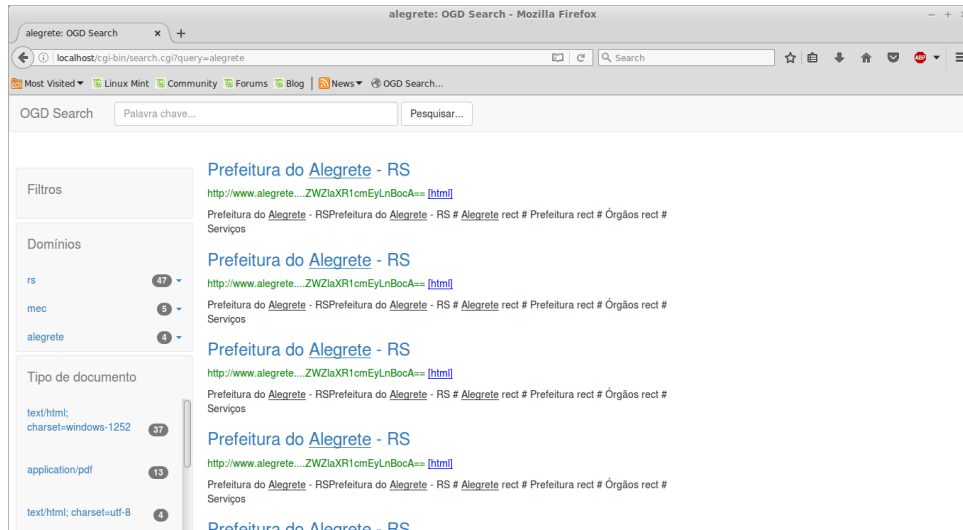 alegrete: OGD Search - Mozilla Firefox
alegrete: OGD Search
localhost/cgi-bin/search.cgi?query=alegrete
Search
ABP
Most Visited Linux Mint Community Forums Blog News OGD Search...
OGD Search Palavra chave... Pesquisar...
Filtros
Domínios
rs 47
mec 5
alegrete 4
Tipo de documento
text/html;
charset=windows-1252 37
application/pdf 13
text/html; charset=utf-8 4
Prefeitura do Alegrete - RS
http://www.alegrete....ZWZlaXR1cmEyLnBocA== [html]
Prefeitura do Alegrete - RSPrefeitura do Alegrete - RS # Alegrete rect # Prefeitura rect # Órgãos rect #
Serviços
Prefeitura do Alegrete - RS
http://www.alegrete....ZWZlaXR1cmEyLnBocA== [html]
Prefeitura do Alegrete - RSPrefeitura do Alegrete - RS # Alegrete rect # Prefeitura rect # Órgãos rect #
Serviços
Prefeitura do Alegrete - RS
http://www.alegrete....ZWZlaXR1cmEyLnBocA== [html]
Prefeitura do Alegrete - RSPrefeitura do Alegrete - RS # Alegrete rect # Prefeitura rect # Órgãos rect #
Serviços
Prefeitura do Alegrete - RS
http://www.alegrete....ZWZlaXR1cmEyLnBocA== [html]
Prefeitura do Alegrete - RSPrefeitura do Alegrete - RS # Alegrete rect # Prefeitura rect # Órgãos rect #
Serviços
Prefeitura do Alegrete - RS